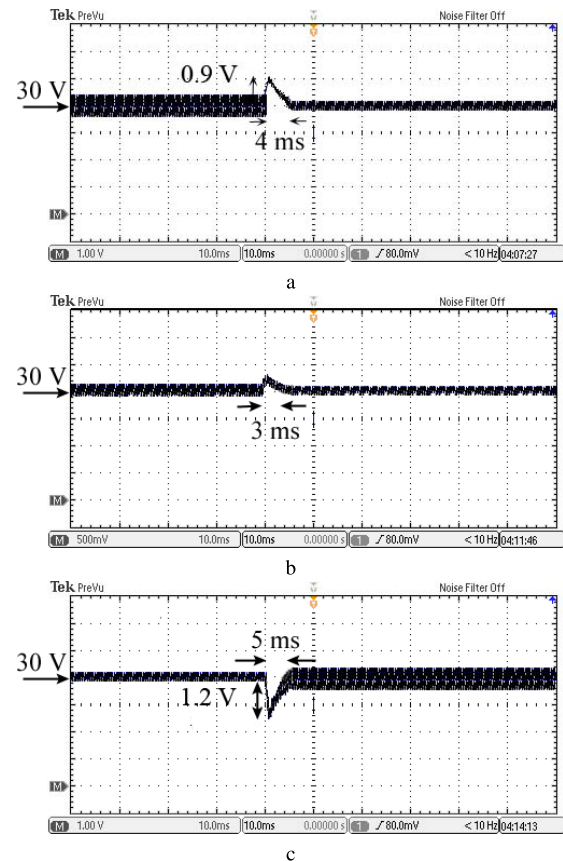 Tek PreVu Noise Filter Off
0.9 V
30 V
4 ms
M
M 1.00 V 10.0ms 10.0ms 0.00000 s 1 80.0mV < 10 Hz 04:07:27
a
Tek PreVu Noise Filter Off
30 V
3 ms
M
M 500mV 10.0ms 10.0ms 0.00000 s 1 80.0mV < 10 Hz 04:11:46
b
Tek PreVu Noise Filter Off
5 ms
30 V
1.2 V
M
M 1.00 V 10.0ms 10.0ms 0.00000 s 1 80.0mV < 10 Hz 04:14:13
c